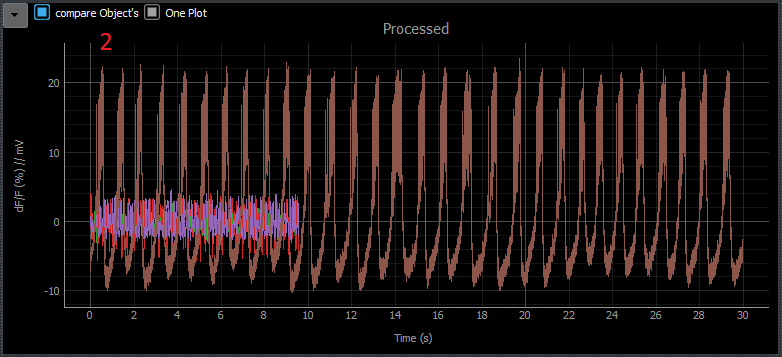 compare Object's One Plot
Processed
2
dF/F (%) // mV
20
10
0
-10
0 2 4 6 8 10 12 14 16 18 20 22 24 26 28 30
Time (s)